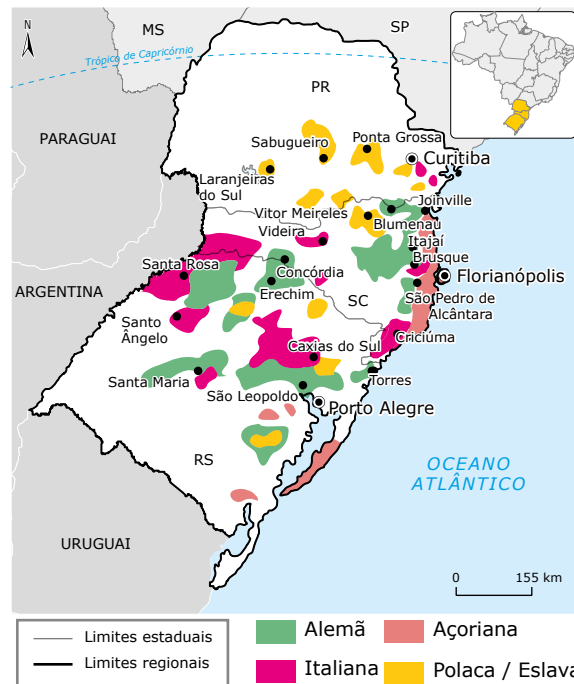 MS
SP
N
Trópico de Capricórnio
PR
PARAGUAI
Ponta Grossa
Sabugueiro
Curitiba
Laranjeiras
do Sul
Joinville
Vitor Meireles
Blumenau
Videira
Itajaí
Brusque
Santa Rosa
Concórdia
Florianópolis
ARGENTINA
Erechim
SC
São Pedro de
Alcântara
Santo
Ângelo
Criciúma
Caxias do Sul
Santa Maria
Torres
São Leopoldo
Porto Alegre
RS
OCEANO
ATLÂNTICO
URUGUAI
0 155 km
Limites estaduais
Limites regionais
Alemã
Açoriana
Italiana
Polaca / Eslava